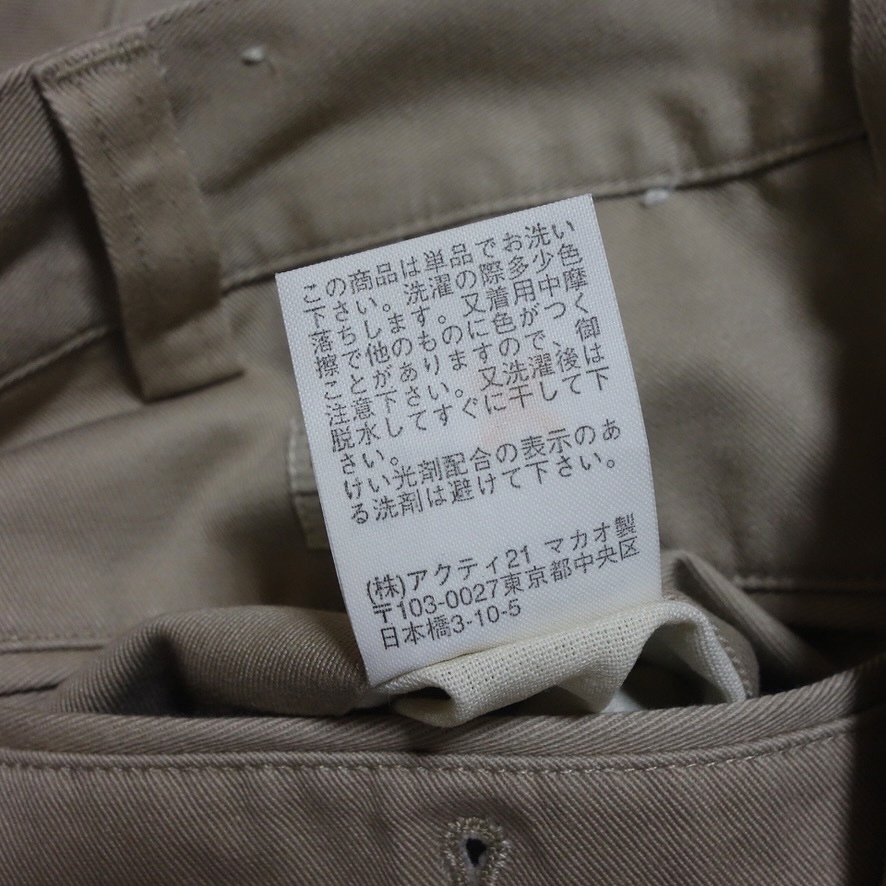 この商品は単品でお洗い
下さい。洗濯の際多少色
落ちします。又着用中摩
擦で他のものに色がつく
ことがありますので、御
注意下さい。又洗濯後は
脱水してすぐに干して下
さい。
けい光剤配合の表示のあ
る洗剤は避けて下さい。
(株)アクティ21 マカオ製
〒103-0027東京都中央区
日本橋3-10-5